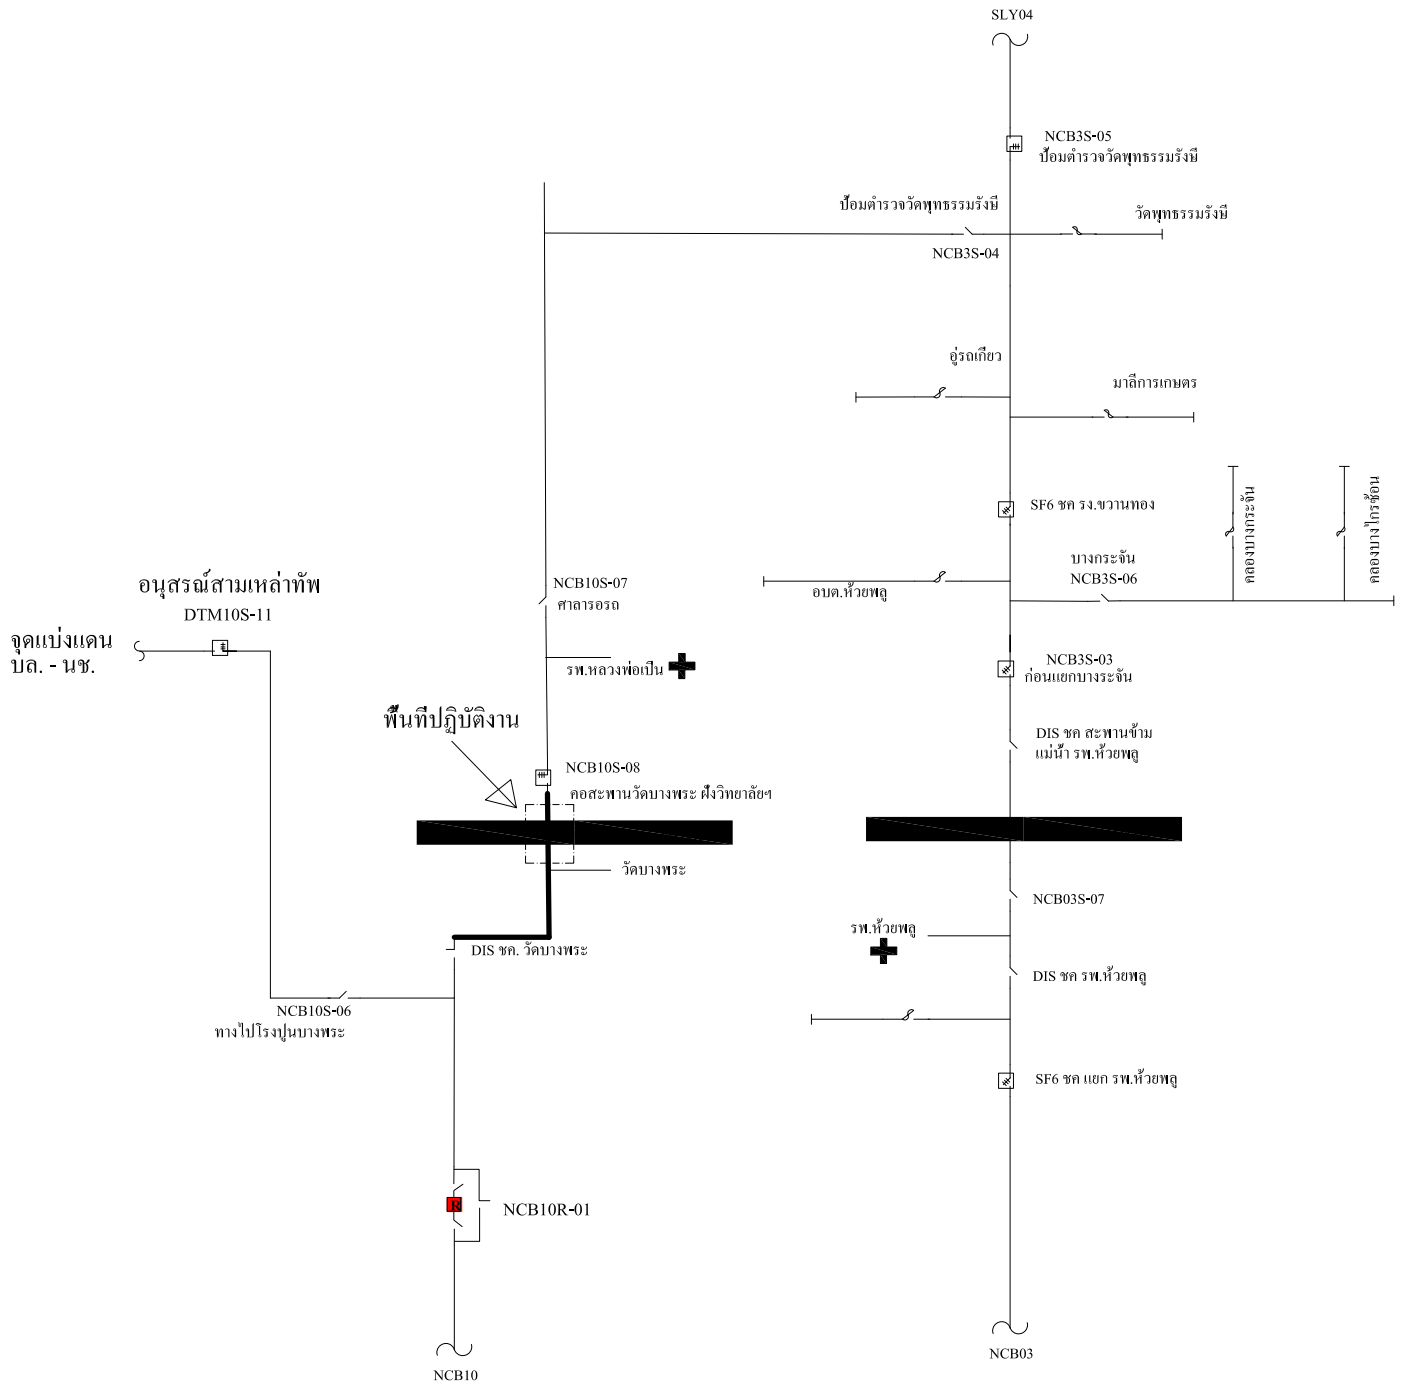 SLY04
NCB3S-05
ป้อมตำรวจวัดพุทธรรมรังษี
ป้อมตำรวจวัดพุทธรรมรังษี
วัดพุทธรรมรังษี
NCB3S-04
อู่รถเกียว
มาลีการเกษตร
SF6 ชค รง.ขวานทอง
คลองบางกระจัน
คลองบางไกรซ้อน
บางกระจัน
NCB3S-06
อบต.ห้วยพลู
NCB10S-07
ศาลารอรถ
อนุสรณ์สามเหล่าทัพ
DTM10S-11
จุดแบ่งแดน
บล. - นช.
รพ.หลวงพ่อเปิ่น
NCB3S-03
ก่อนแยกบางระจัน
พื้นที่ปฏิบัติงาน
DIS ชค สะพานข้าม
แม่น้ำ รพ.ห้วยพลู
NCB10S-08
คอสะพานวัดบางพระ ฝั่งวิทยาลัยฯ
วัดบางพระ
NCB03S-07
รพ.ห้วยพลู
DIS ชค. วัดบางพระ
DIS ชค รพ.ห้วยพลู
NCB10S-06
ทางไปโรงปูนบางพระ
SF6 ชค แยก รพ.ห้วยพลู
R
NCB10R-01
NCB03
NCB10